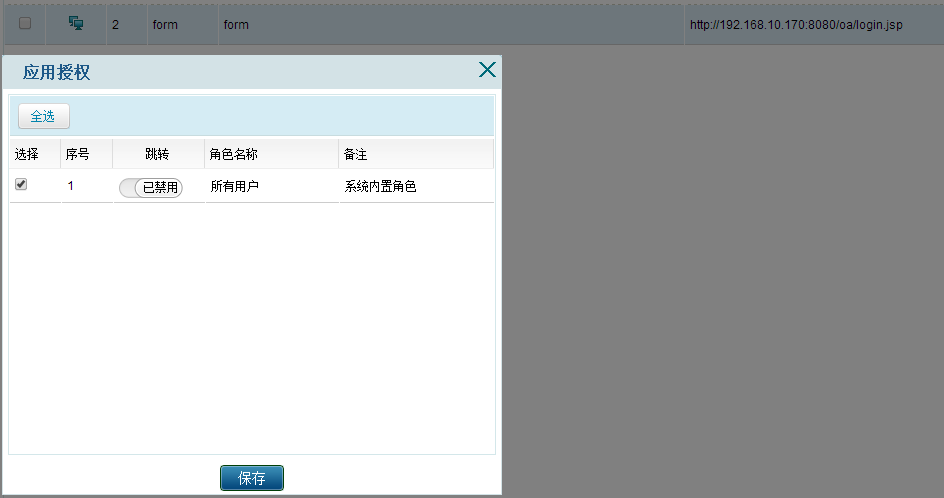 2 form form http://192.168.10.170:8080/oa/login.jsp
应用授权
全选
选择 序号 跳转 角色名称 备注
1 已禁用 所有用户 系统内置角色
保存